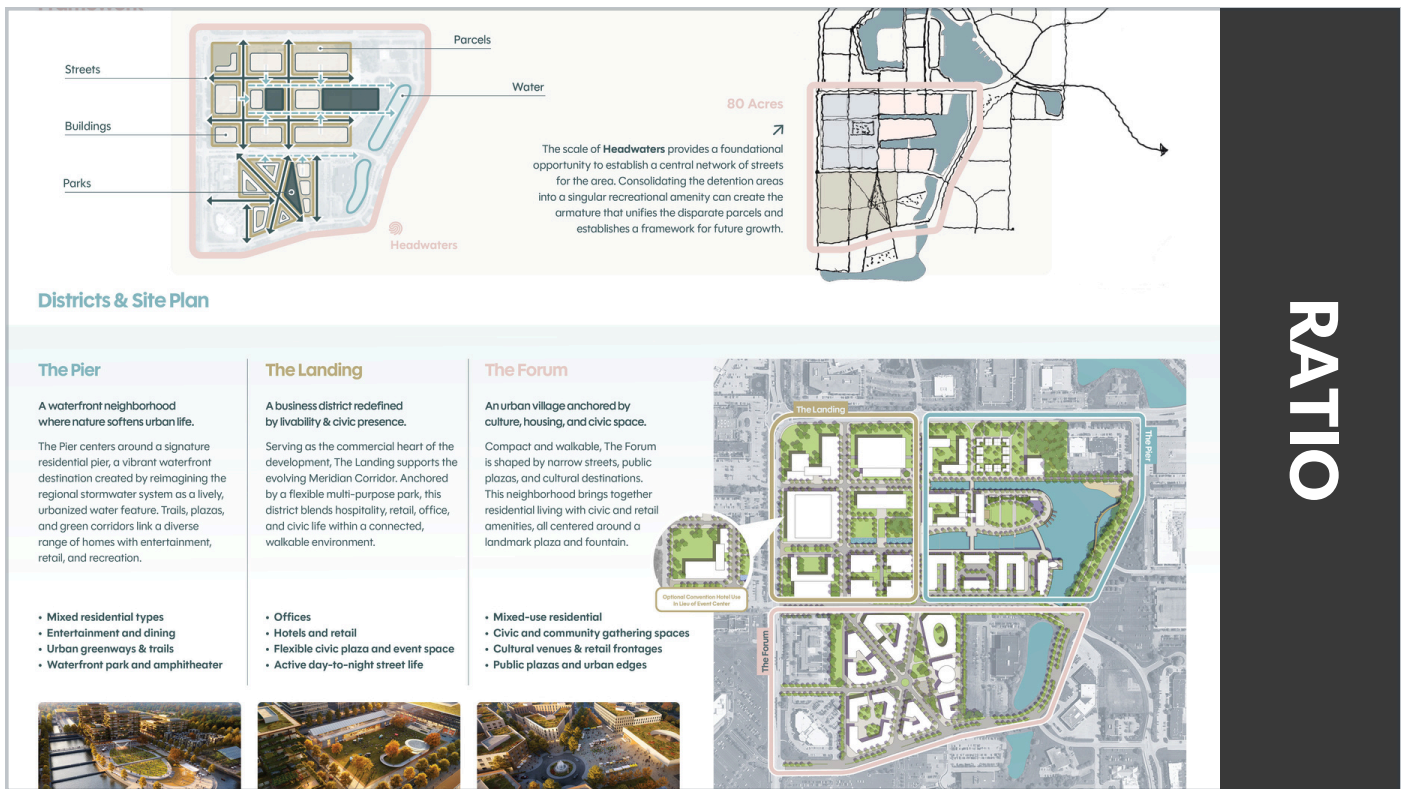 Framework
Streets
Buildings
Parks
Parcels
Water
Headwaters
80 Acres
The scale of Headwaters provides a foundational
opportunity to establish a central network of streets
for the area. Consolidating the detention areas
into a singular recreational amenity can create the
armature that unifies the disparate parcels and
establishes a framework for future growth.
Districts & Site Plan
The Pier
A waterfront neighborhood
where nature softens urban life.
The Pier centers around a signature
residential pier, a vibrant waterfront
destination created by reimagining the
regional stormwater system as a lively,
urbanized water feature. Trails, plazas,
and green corridors link a diverse
range of homes with entertainment,
retail, and recreation.
• Mixed residential types
• Entertainment and dining
• Urban greenways & trails
• Waterfront park and amphitheater
The Landing
A business district redefined
by livability & civic presence.
Serving as the commercial heart of the
development, The Landing supports the
evolving Meridian Corridor. Anchored
by a flexible multi-purpose park, this
district blends hospitality, retail, office,
and civic life within a connected,
walkable environment.
• Offices
• Hotels and retail
• Flexible civic plaza and event space
• Active day-to-night street life
The Forum
An urban village anchored by
culture, housing, and civic space.
Compact and walkable, The Forum
is shaped by narrow streets, public
plazas, and cultural destinations.
This neighborhood brings together
residential living with civic and retail
amenities, all centered around a
landmark plaza and fountain.
• Mixed-use residential
• Civic and community gathering spaces
• Cultural venues & retail frontages
• Public plazas and urban edges
The Landing
The Pier
Optional Convention Hotel Use
In Lieu of Event Center
The Forum
RATIO